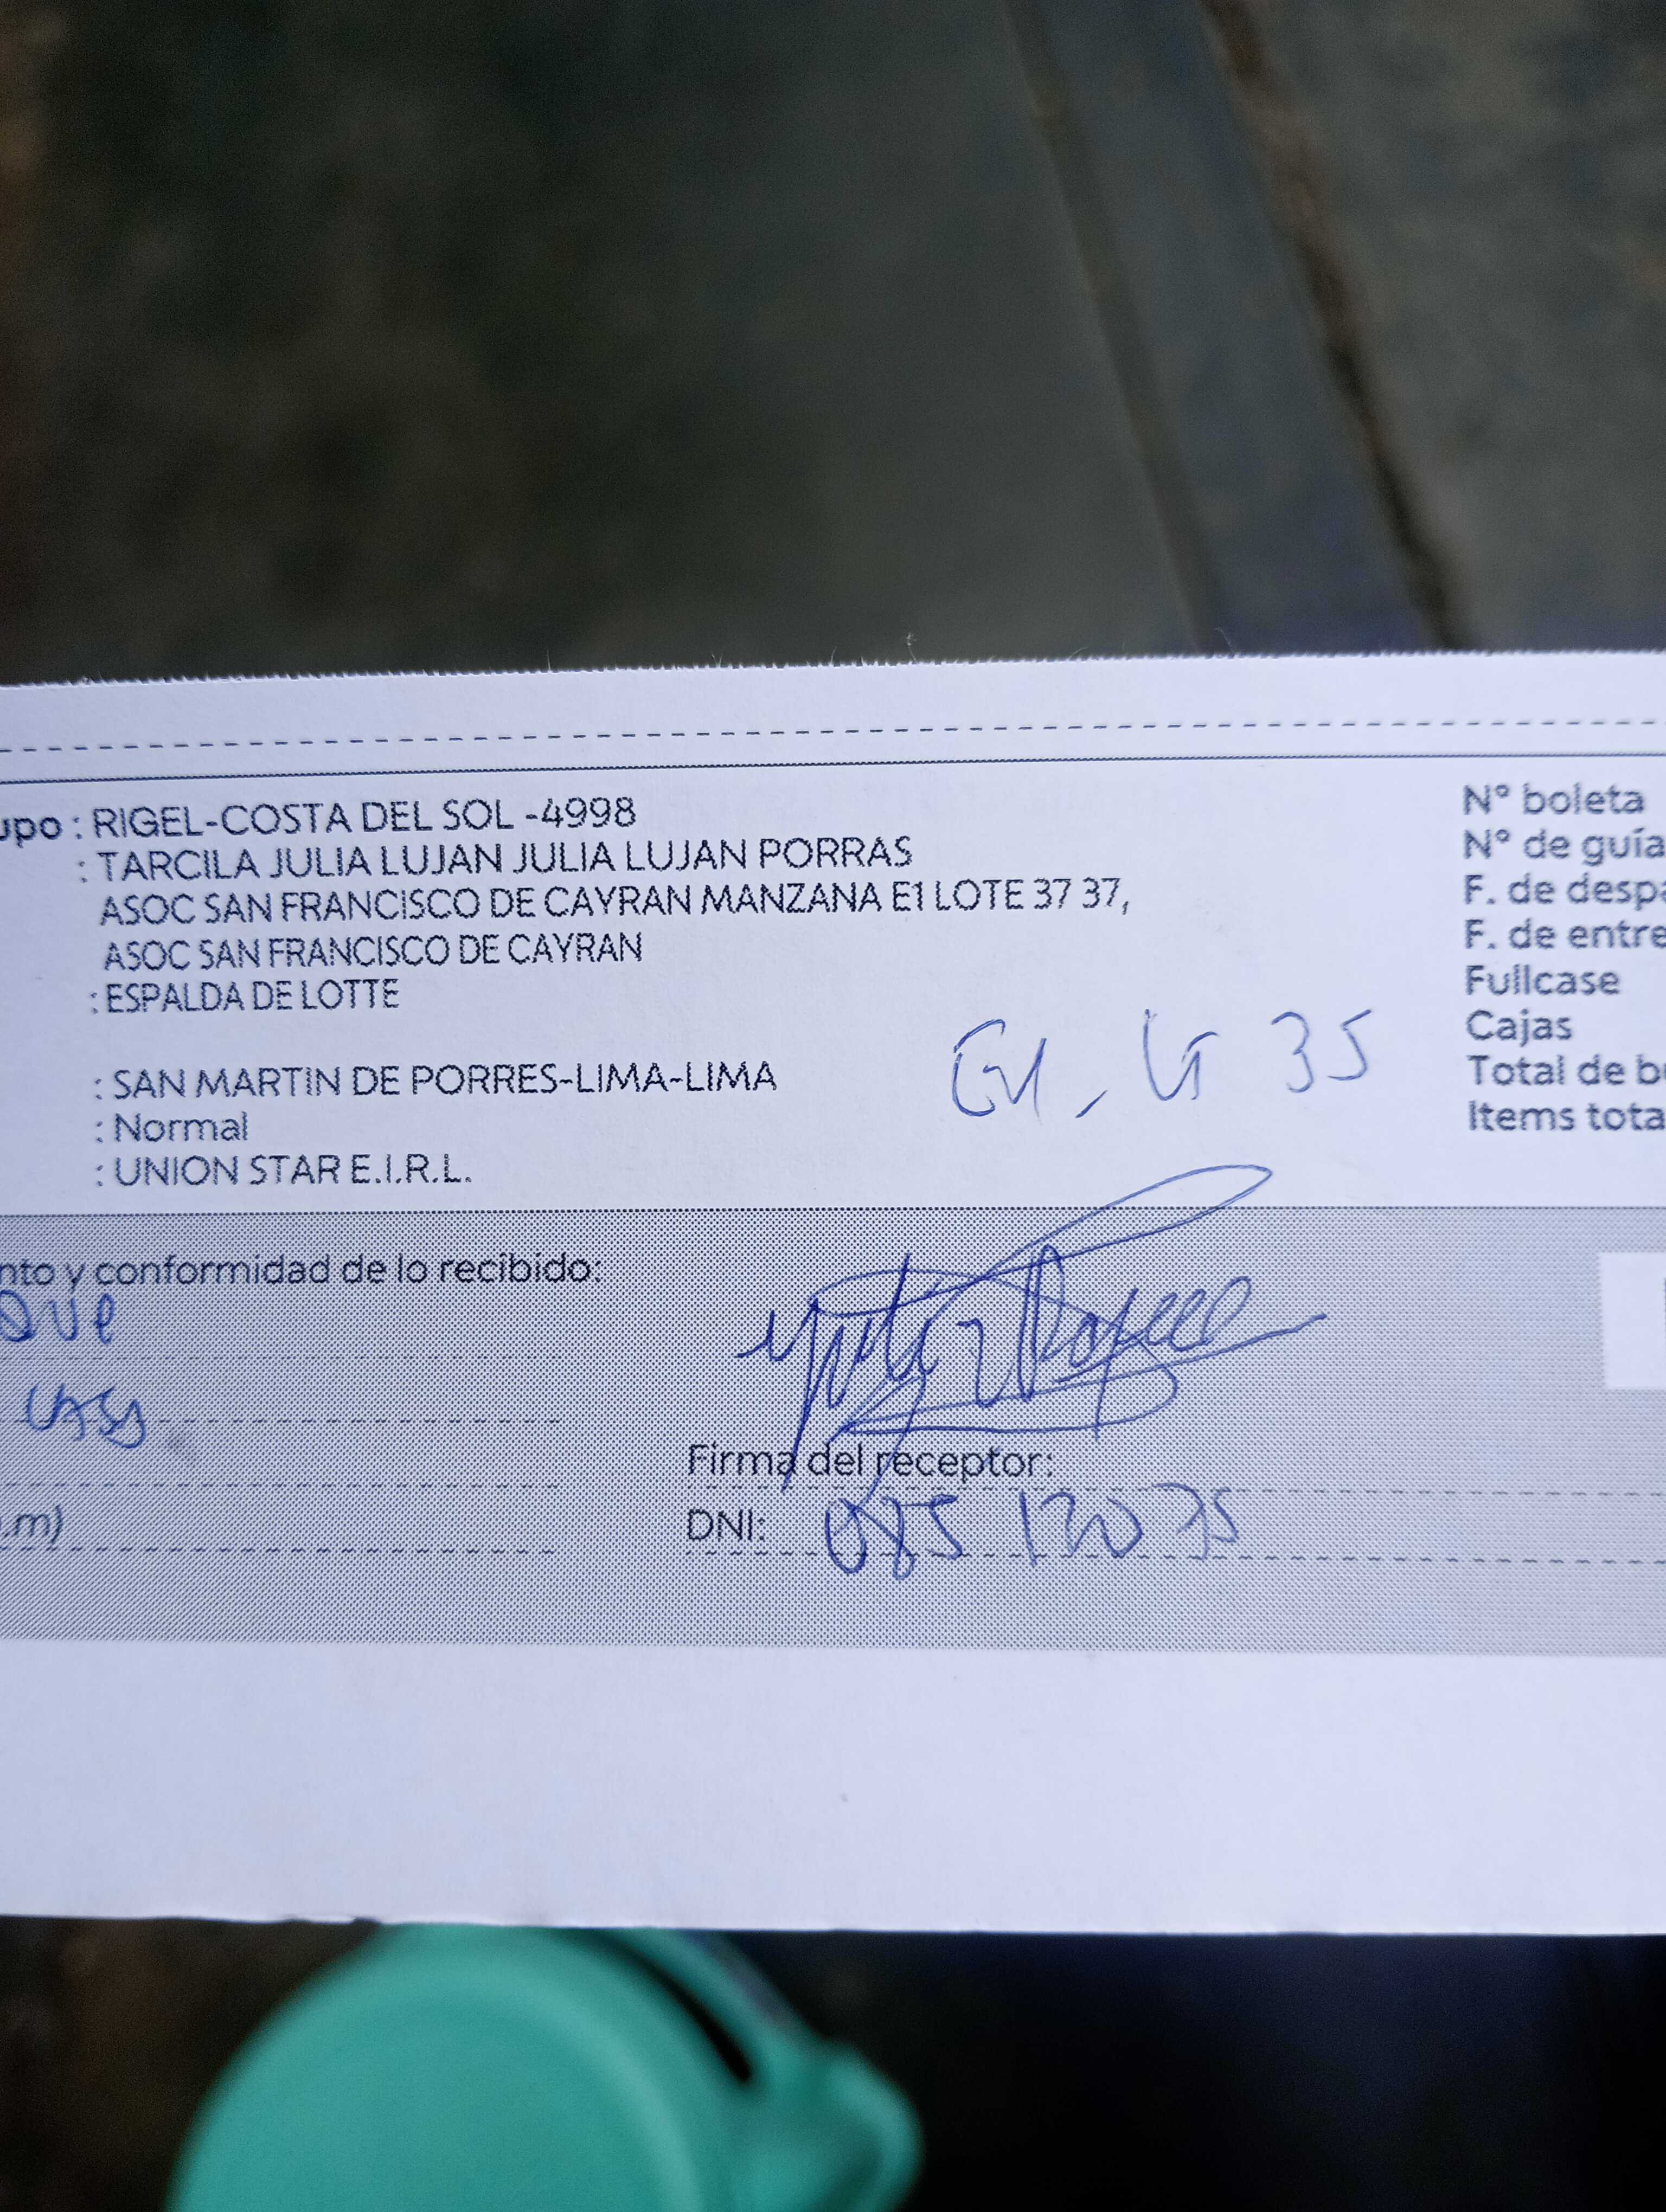 upo : RIGEL-COSTA DEL SOL -4998
: TARCILA JULIA LUJAN JULIA LUJAN PORRAS
ASOC SAN FRANCISCO DE CAYRAN MANZANA E1 LOTE 37 37,
ASOC SAN FRANCISCO DE CAYRAN
: ESPALDA DE LOTTE
: SAN MARTIN DE PORRES-LIMA-LIMA
: Normal
: UNION STAR E.I.R.L.
N° boleta
N° de guía
F. de despa
F. de entre
Fullcase
Cajas
Total de b
Items tota
LT 35
nto y conformidad de lo recibido:
que
Firma del receptor:
.m)
DNI: